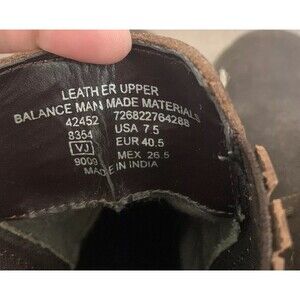 LEATHER UPPER
BALANCE MAN MADE MATERIALS
42452 726822764288
8354 USA 7.5
VJ EUR 40.5
9009 MEX 26.5
MADE IN INDIA